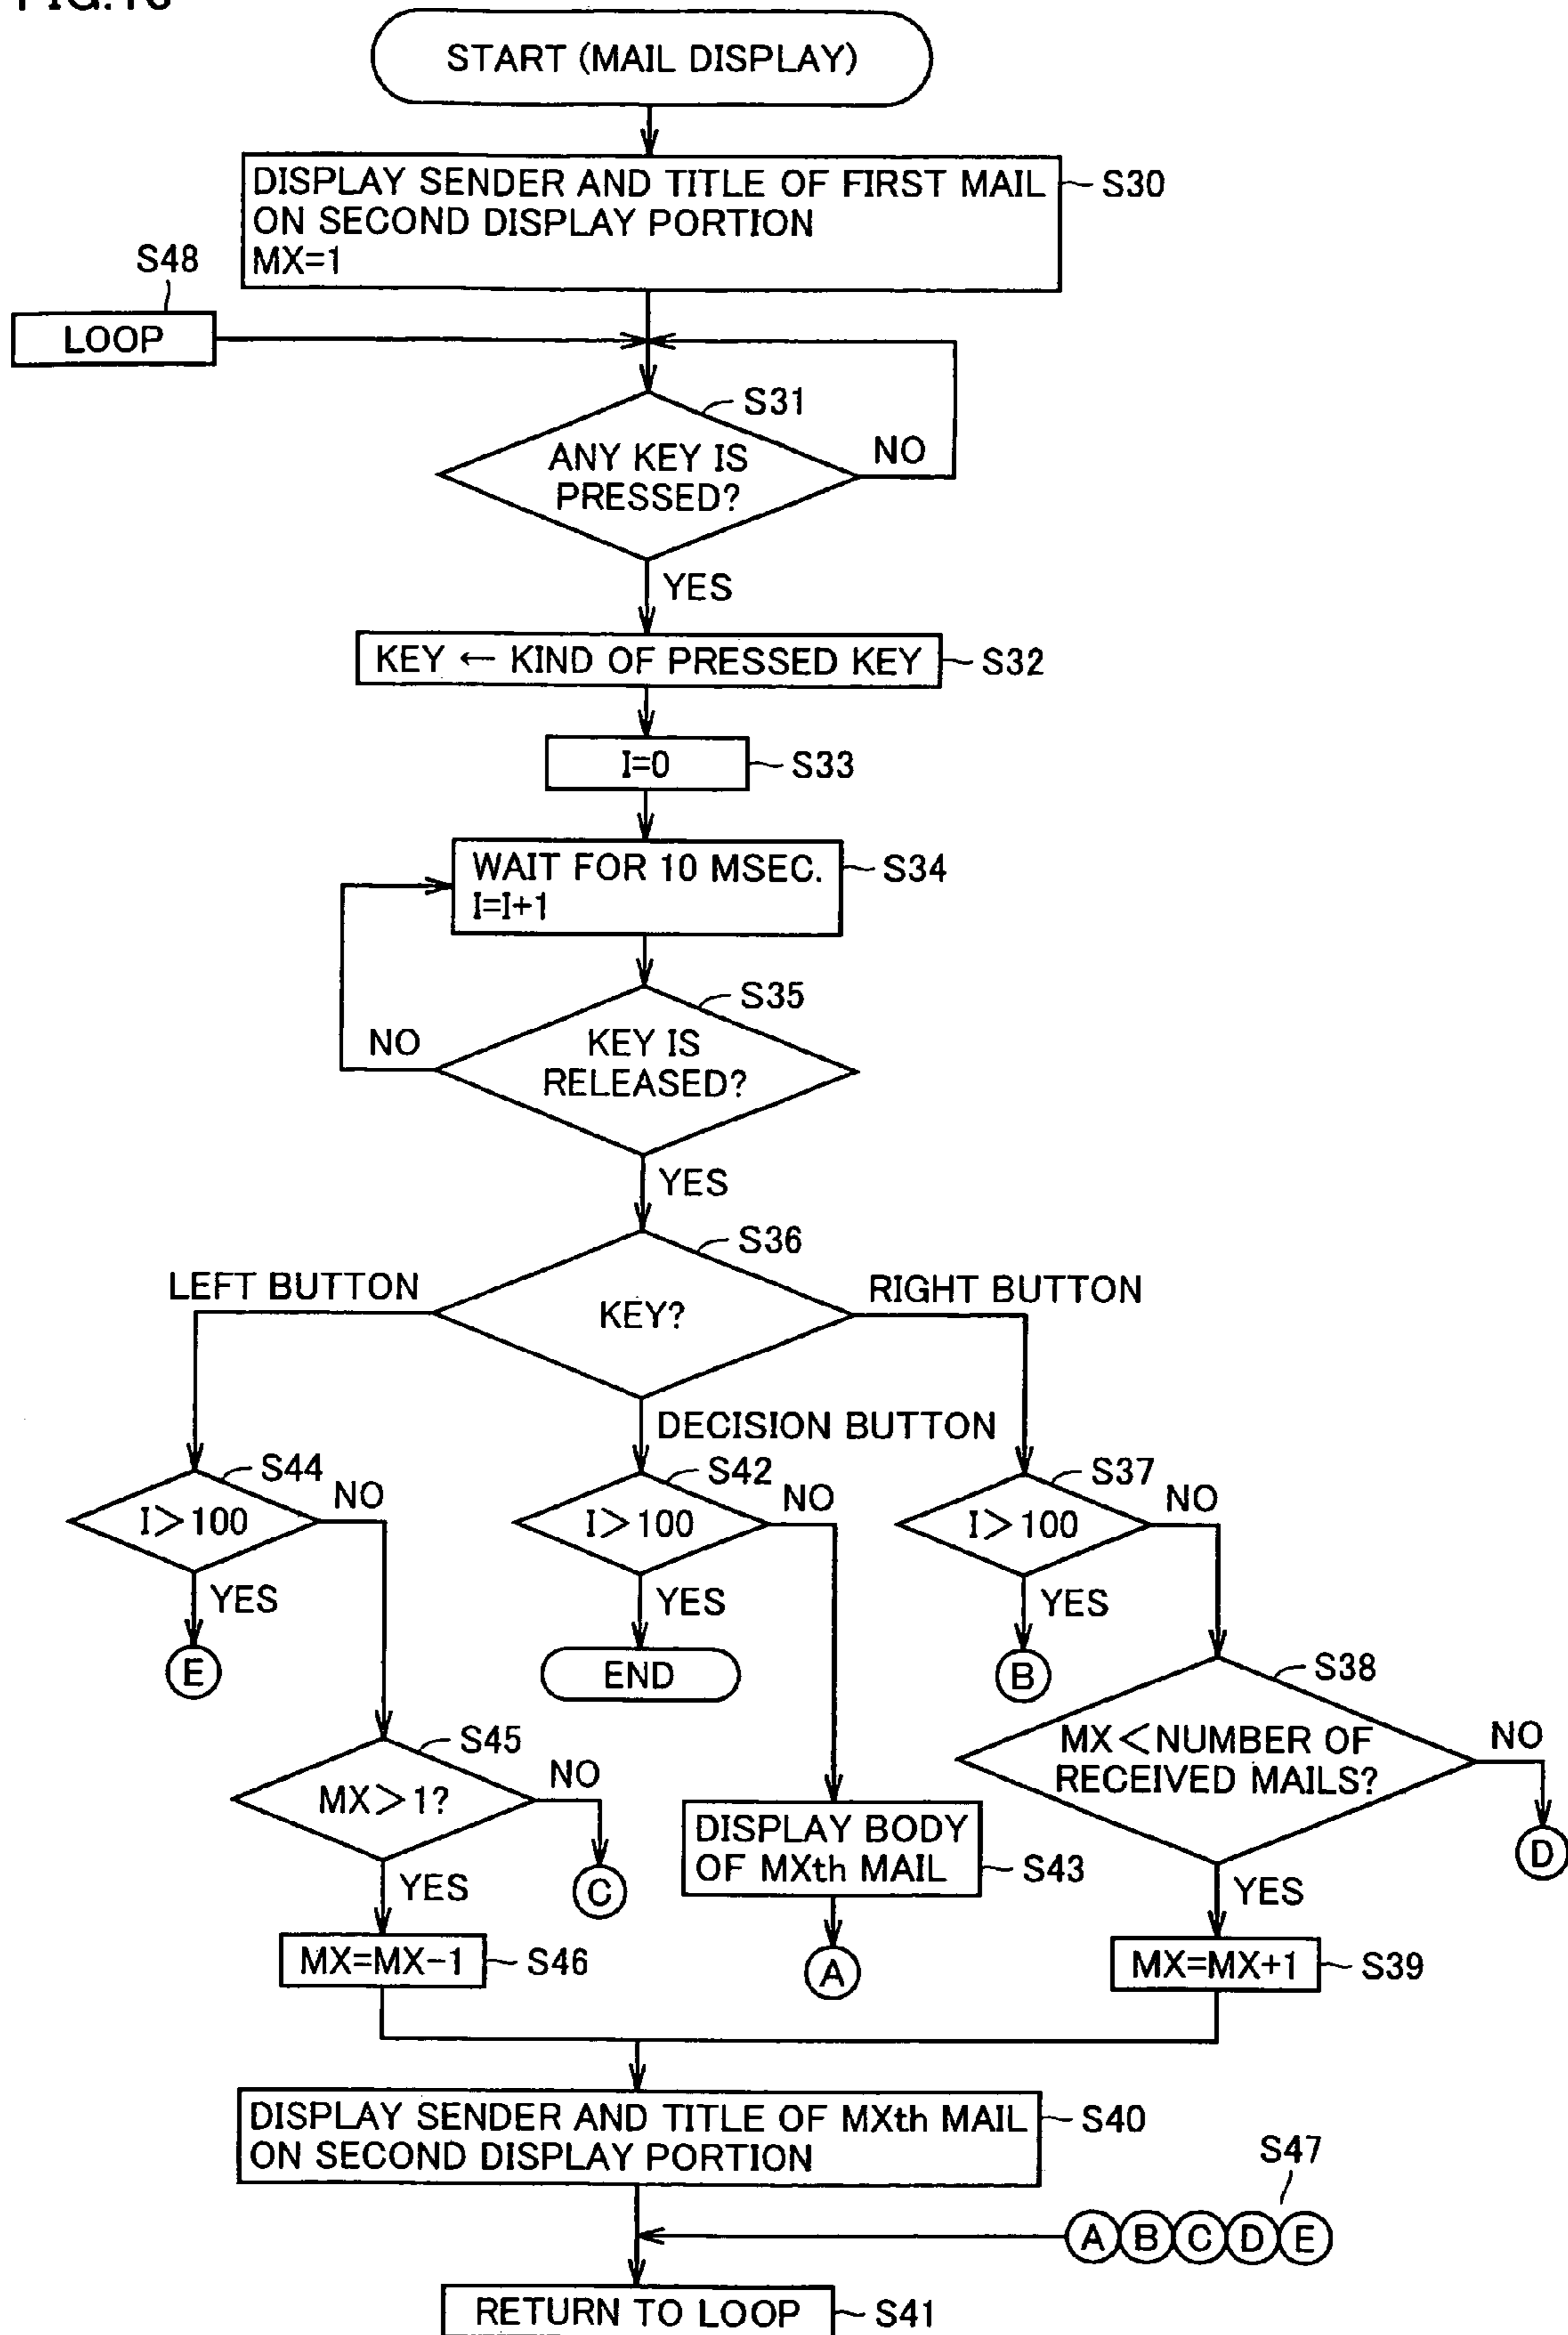 START (MAIL DISPLAY)
DISPLAY SENDER AND TITLE OF FIRST MAIL
ON SECOND DISPLAY PORTION
MX=1
S30
S48
LOOP
S31
ANY KEY IS
PRESSED?
NO
YES
KEY ← KIND OF PRESSED KEY
S32
I=0
S33
WAIT FOR 10 MSEC.
I=I+1
S34
S35
KEY IS
RELEASED?
NO
YES
S36
KEY?
LEFT BUTTON
RIGHT BUTTON
DECISION BUTTON
S44
I>100
NO
YES
E
S42
I>100
NO
YES
END
S37
I>100
NO
YES
B
S38
MX<NUMBER OF
RECEIVED MAILS?
NO
D
YES
S45
MX>1?
NO
C
YES
DISPLAY BODY
OF MXth MAIL
S43
A
MX=MX-1
S46
MX=MX+1
S39
DISPLAY SENDER AND TITLE OF MXth MAIL
ON SECOND DISPLAY PORTION
S40
S47
A B C D E
RETURN TO LOOP
S41